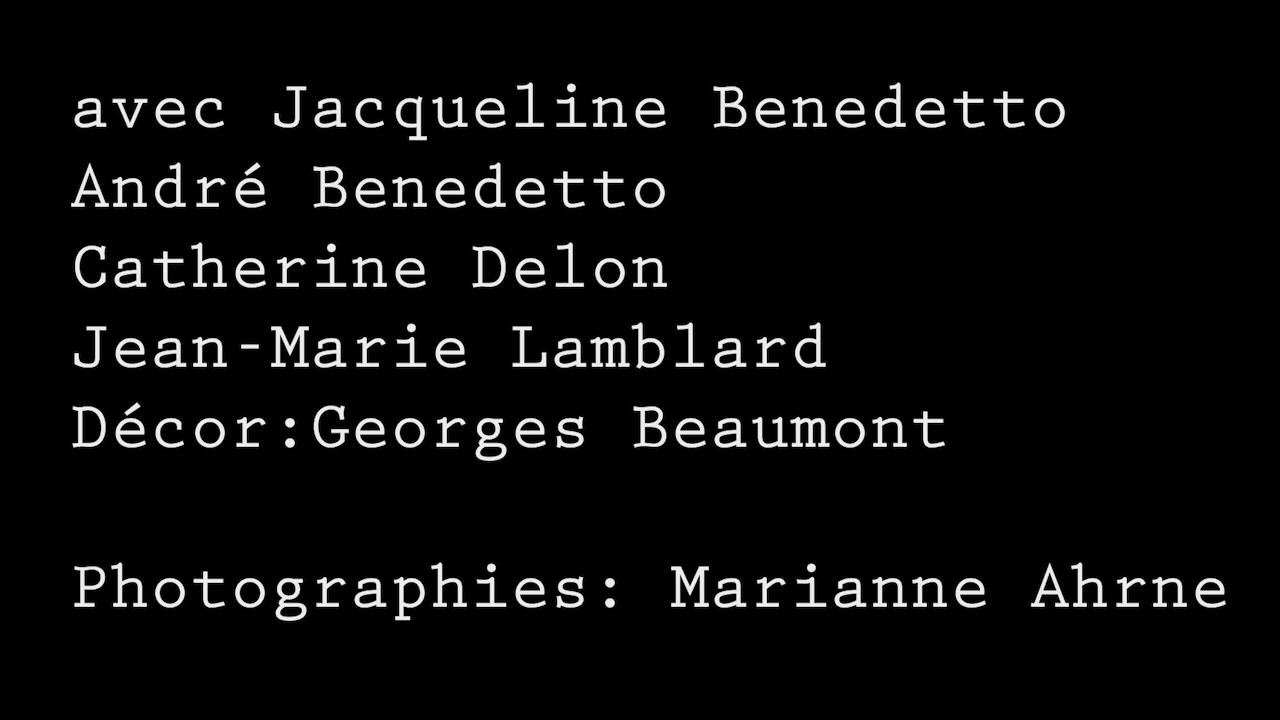 avec Jacqueline Benedetto
André Benedetto
Catherine Delon
Jean-Marie Lamblard
Décor:Georges Beaumont
Photographies: Marianne Ahrne